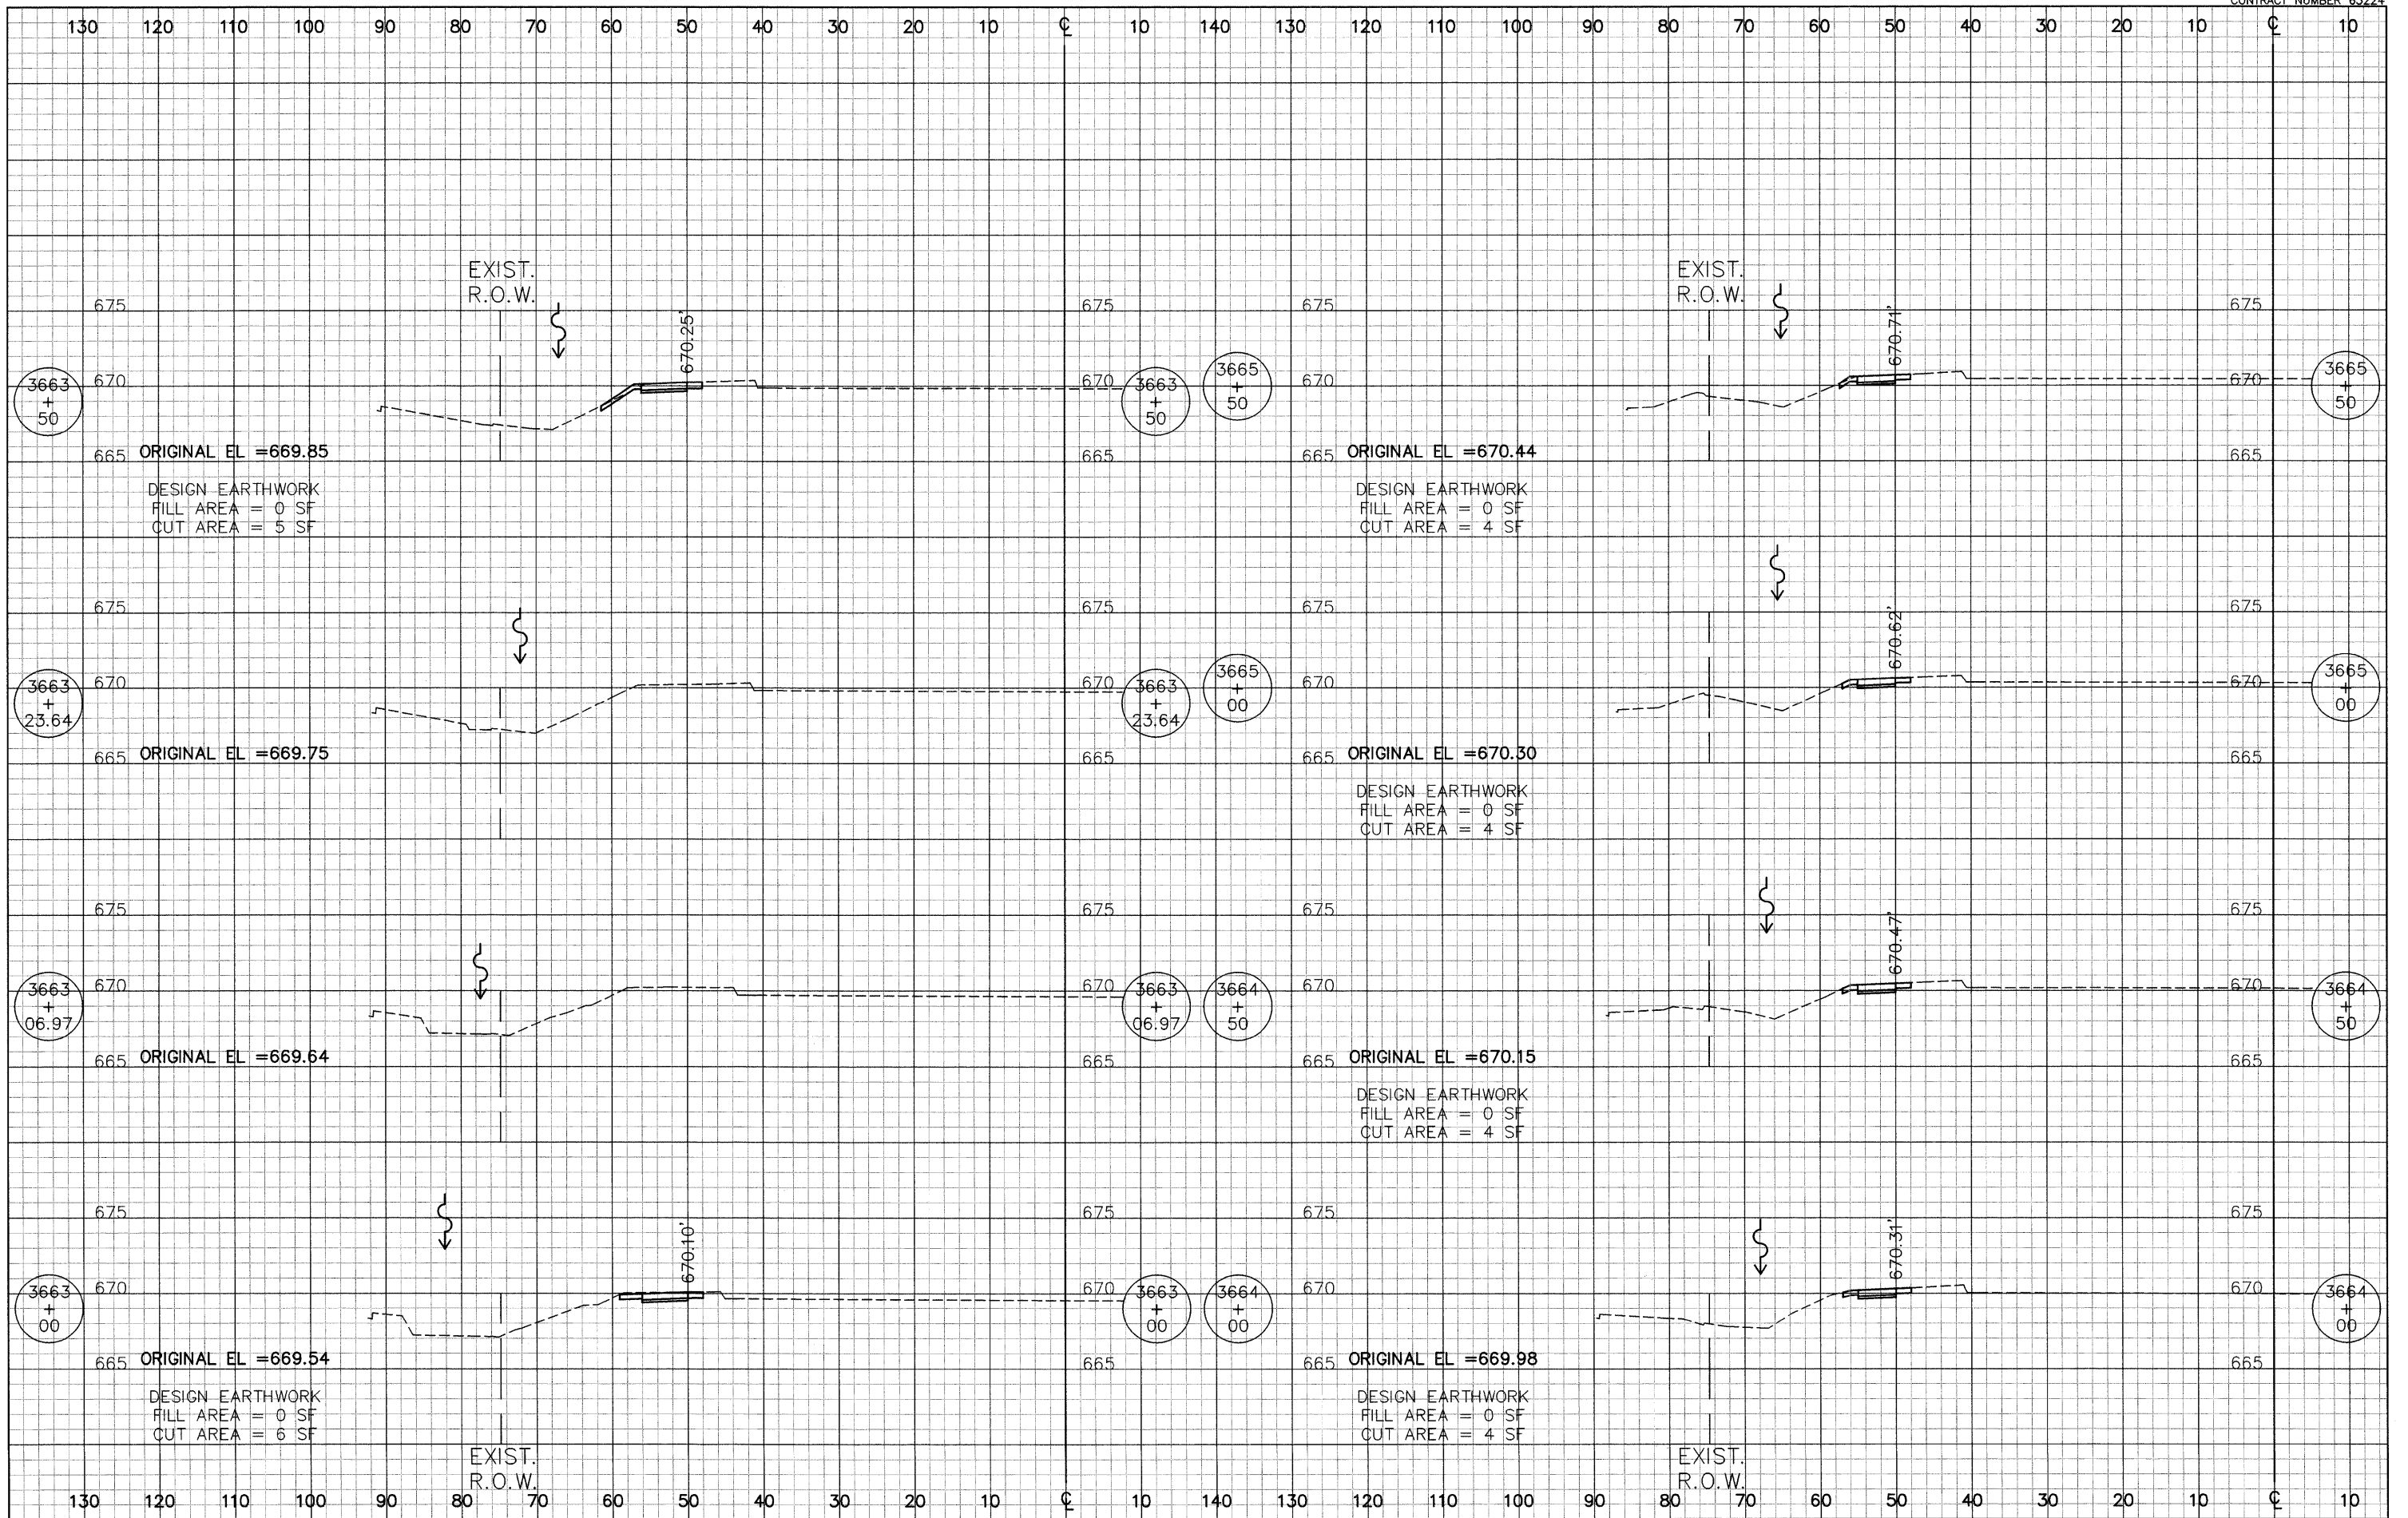 CONTRACT NUMBER 63224
130 120 110 100 90 80 70 60 50 40 30 20 10 ℄ 10 140 130 120 110 100 90 80 70 60 50 40 30 20 10 ℄ 10
EXIST.
R.O.W.
675
675
670.25'
3663
+
50
670
670
3663
+
50
665
ORIGINAL EL =669.85
665
DESIGN EARTHWORK
FILL AREA = 0 SF
CUT AREA = 5 SF
675
675
3663
+
23.64
670
670
3663
+
23.64
665
ORIGINAL EL =669.75
665
675
675
3663
+
06.97
670
670
3663
+
06.97
665
ORIGINAL EL =669.64
665
675
675
670.10'
3663
+
00
670
670
3663
+
00
665
ORIGINAL EL =669.54
665
DESIGN EARTHWORK
FILL AREA = 0 SF
CUT AREA = 6 SF
EXIST.
R.O.W.
EXIST.
R.O.W.
675
675
670.71'
3665
+
50
670
670
3665
+
50
665
ORIGINAL EL =670.44
665
DESIGN EARTHWORK
FILL AREA = 0 SF
CUT AREA = 4 SF
675
675
670.62'
3665
+
00
670
670
3665
+
00
665
ORIGINAL EL =670.30
665
DESIGN EARTHWORK
FILL AREA = 0 SF
CUT AREA = 4 SF
675
675
670.47'
3664
+
50
670
670
3664
+
50
665
ORIGINAL EL =670.15
665
DESIGN EARTHWORK
FILL AREA = 0 SF
CUT AREA = 4 SF
675
675
670.31'
3664
+
00
670
670
3664
+
00
665
ORIGINAL EL =669.98
665
DESIGN EARTHWORK
FILL AREA = 0 SF
CUT AREA = 4 SF
EXIST.
R.O.W.
130 120 110 100 90 80 70 60 50 40 30 20 10 ℄ 10 140 130 120 110 100 90 80 70 60 50 40 30 20 10 ℄ 10